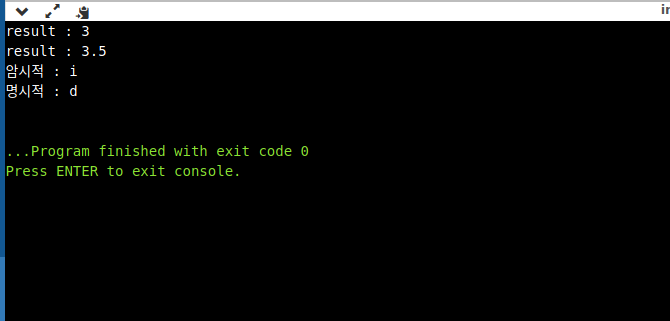 result : 3
result : 3.5
암시적 : i
명시적 : d
...Program finished with exit code 0
Press ENTER to exit console.